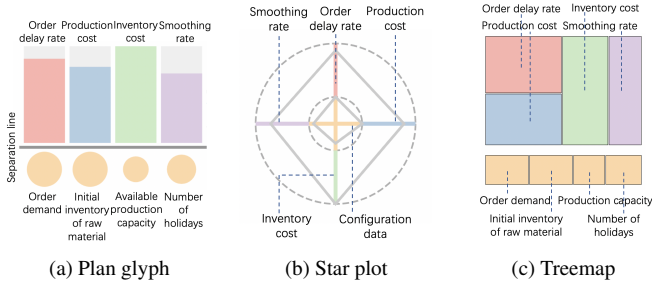 Order
delay rate
Production
cost
Inventory
cost
Smoothing
rate
Separation line
Order
demand
Initial
inventory
of raw
material
Available
production
capacity
Number
of
holidays
(a) Plan glyph
Smoothing
rate
Order
delay rate
Production
cost
Inventory
cost
Configuration
data
(b) Star plot
Order delay rate
Production cost
Inventory cost
Smoothing rate
Order demand
Initial inventory
of raw material
Production capacity
Number of
holidays
(c) Treemap